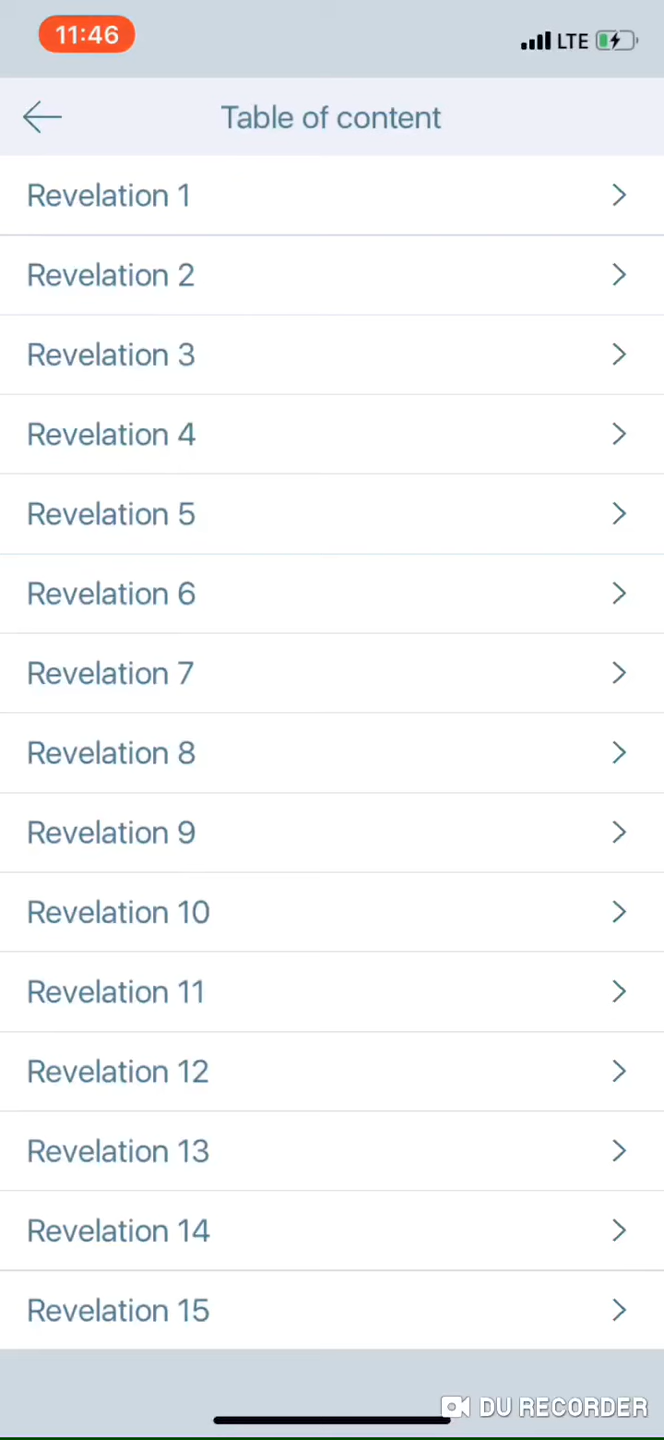 11:46
LTE
Table of content
Revelation 1
Revelation 2
Revelation 3
Revelation 4
Revelation 5
Revelation 6
Revelation 7
Revelation 8
Revelation 9
Revelation 10
Revelation 11
Revelation 12
Revelation 13
Revelation 14
Revelation 15
DU RECORDER